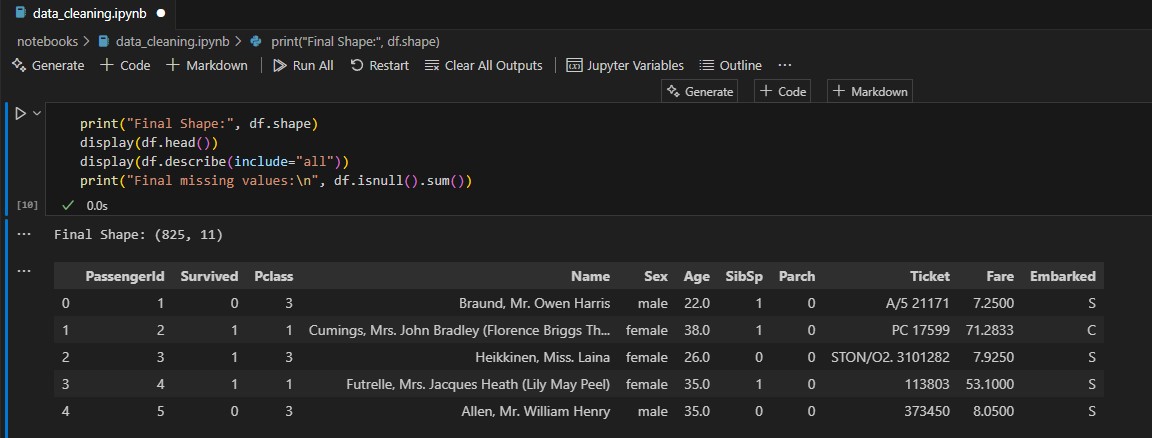 data_cleaning.ipynb
notebooks > data_cleaning.ipynb > print("Final Shape:", df.shape)
Generate + Code + Markdown Run All Restart Clear All Outputs Jupyter Variables Outline ...
Generate + Code + Markdown
print("Final Shape:", df.shape)
display(df.head())
display(df.describe(include="all"))
print("Final missing values:\n", df.isnull().sum())
[10] ✓ 0.0s
... Final Shape: (825, 11)
...
PassengerId Survived Pclass Name Sex Age SibSp Parch Ticket Fare Embarked
0 1 0 3 Braund, Mr. Owen Harris male 22.0 1 0 A/5 21171 7.2500 S
1 2 1 1 Cumings, Mrs. John Bradley (Florence Briggs Th... female 38.0 1 0 PC 17599 71.2833 C
2 3 1 3 Heikkinen, Miss. Laina female 26.0 0 0 STON/O2. 3101282 7.9250 S
3 4 1 1 Futrelle, Mrs. Jacques Heath (Lily May Peel) female 35.0 1 0 113803 53.1000 S
4 5 0 3 Allen, Mr. William Henry male 35.0 0 0 373450 8.0500 S